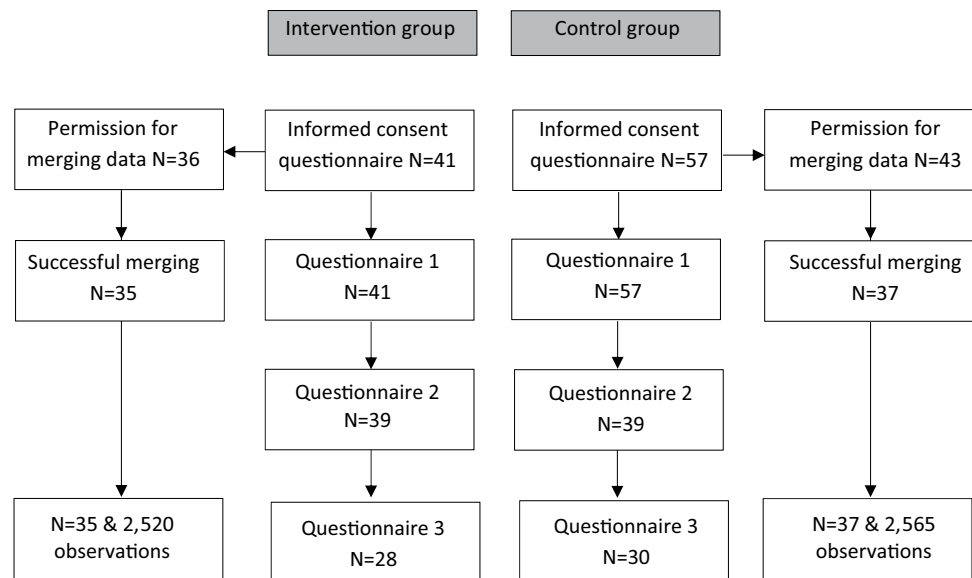 Intervention group
Control group
Permission for
merging data N=36
Informed consent
questionnaire N=41
Informed consent
questionnaire N=57
Permission for
merging data N=43
Successful merging
N=35
Questionnaire 1
N=41
Questionnaire 1
N=57
Successful merging
N=37
Questionnaire 2
N=39
Questionnaire 2
N=39
N=35 & 2,520
observations
Questionnaire 3
N=28
Questionnaire 3
N=30
N=37 & 2,565
observations